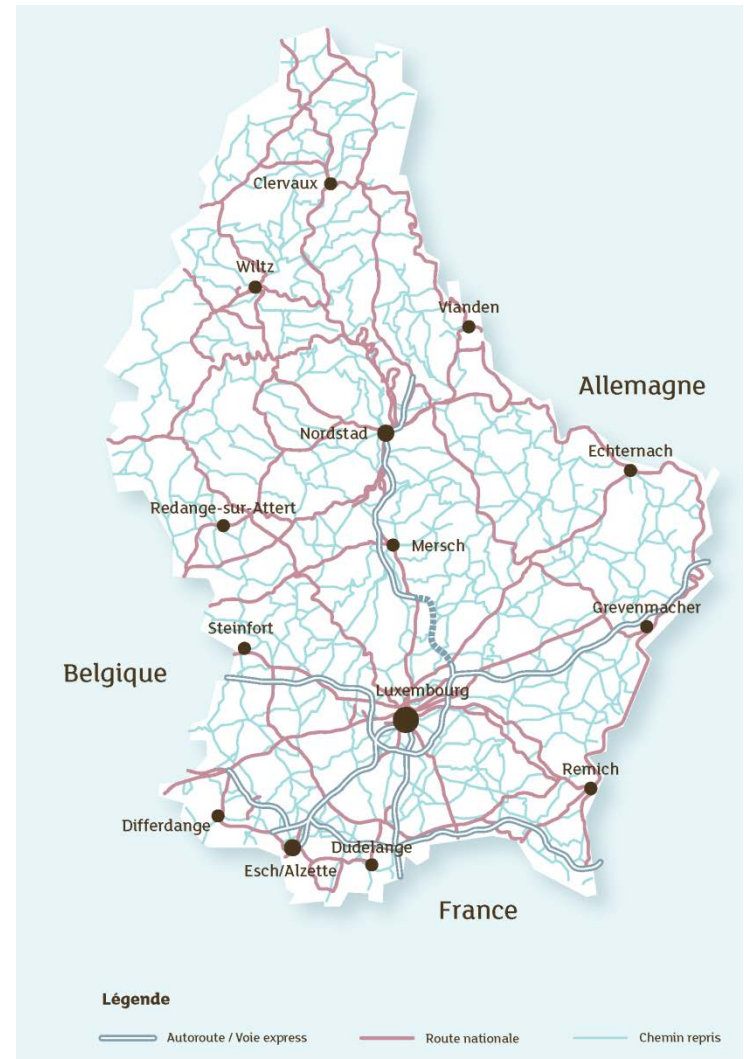 Clervaux
Wiltz
Vianden
Allemagne
Nordstad
Echternach
Redange-sur-Attert
Mersch
Grevenmacher
Steinfort
Belgique
Luxembourg
Remich
Differdange
Dudelange
Esch/Alzette
France
Légende
Autoroute / Voie express
Route nationale
Chemin repris